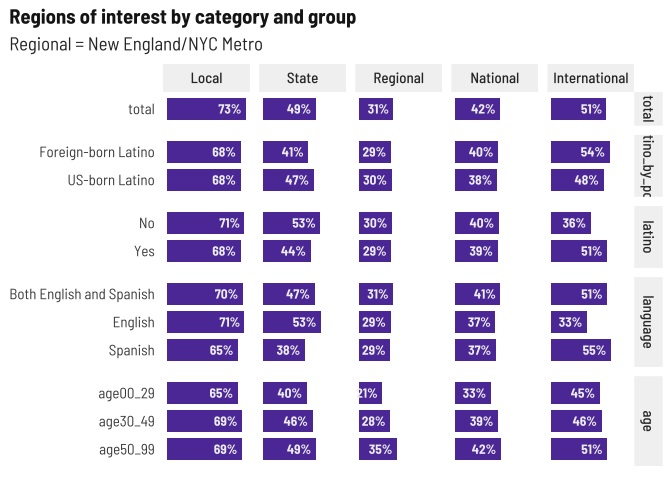 Regions of interest by category and group
Regional = New England/NYC Metro
Local State Regional National International
total 73% 49% 31% 42% 51% total
Foreign-born Latino 68% 41% 29% 40% 54%
US-born Latino 68% 47% 30% 38% 48%
No 71% 53% 30% 40% 36%
Yes 68% 44% 29% 39% 51%
latino
Both English and Spanish 70% 47% 31% 41% 51%
English 71% 53% 29% 37% 33%
Spanish 65% 38% 29% 37% 55%
language
age00_29 65% 40% 21% 33% 45%
age30_49 69% 46% 28% 39% 46%
age50_99 69% 49% 35% 42% 51%
age